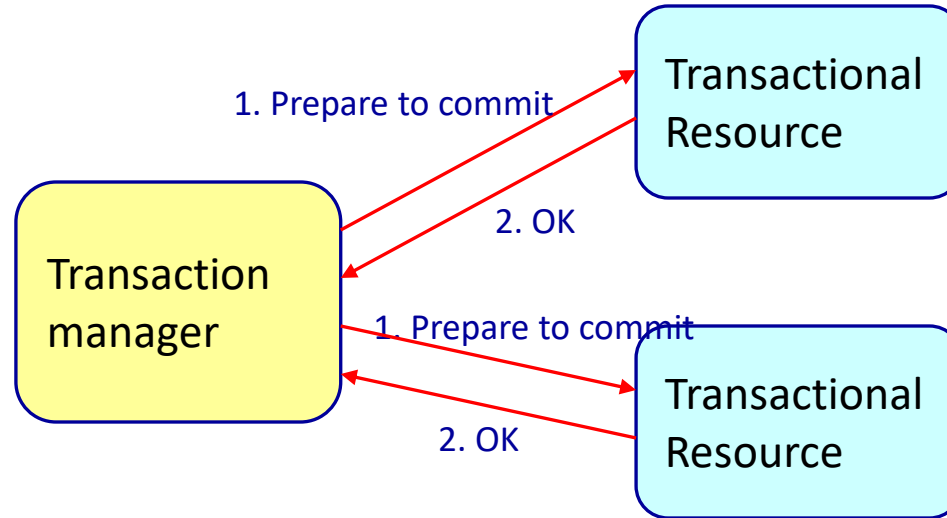 Transactional
Resource
1. Prepare to commit
2. OK
Transaction
manager
1. Prepare to commit
Transactional
Resource
2. OK